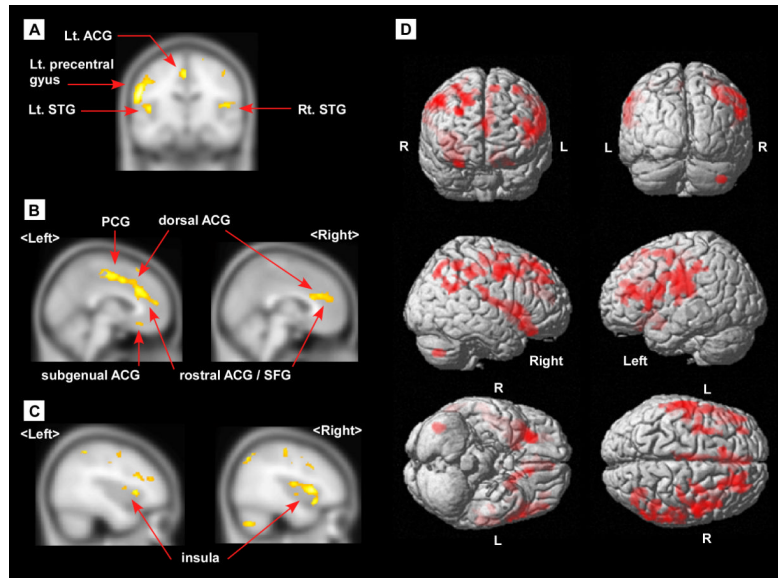 A
Lt. ACG
Lt. precentral
gyus
Lt. STG
Rt. STG
B
PCG
dorsal ACG
<Left>
<Right>
subgenual ACG
rostral ACG / SFG
C
<Left>
<Right>
insula
D
R
L
L
R
Right
Left
R
L
L
R